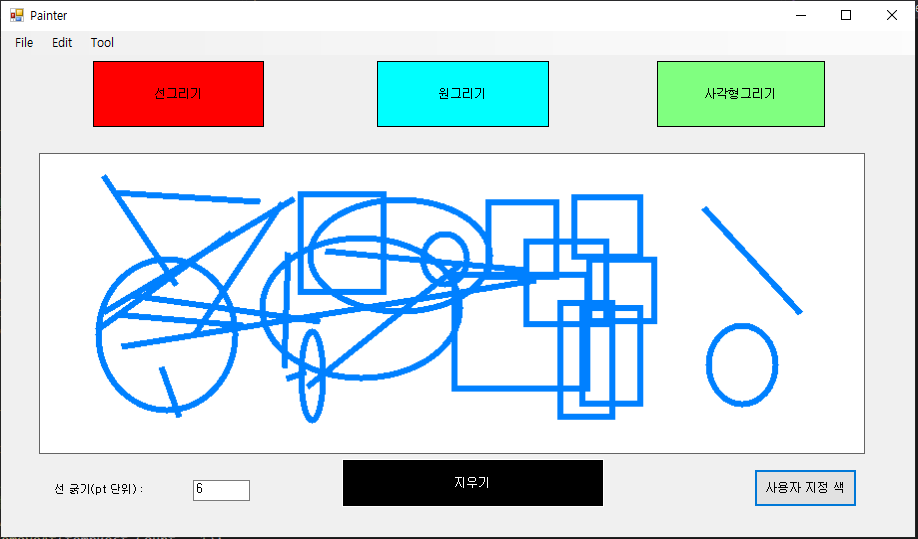 Painter
File Edit Tool
선그리기
원그리기
사각형그리기
선 굵기(pt 단위) :
6
지우기
사용자 지정 색